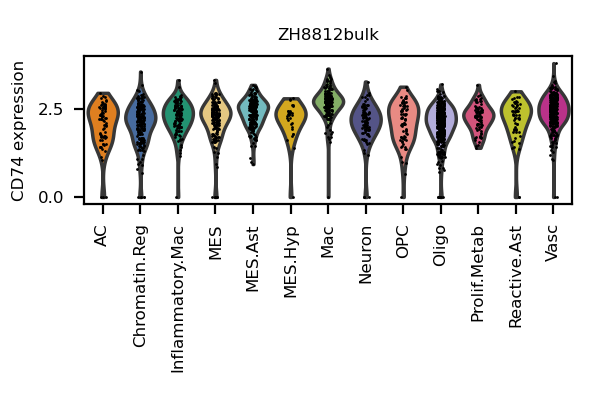 ZH8812bulk
CD74 expression
2.5
0.0
AC
Chromatin.Reg
Inflammatory.Mac
MES
MES.Ast
MES.Hyp
Mac
Neuron
OPC
Oligo
Prolif.Metab
Reactive.Ast
Vasc